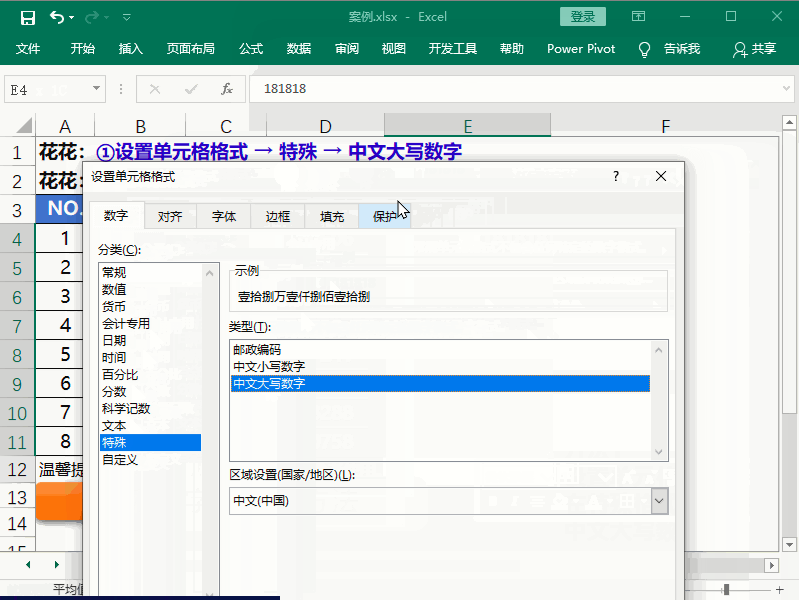 案例.xlsx - Excel
登录
文件 开始 插入 页面布局 公式 数据 审阅 视图 开发工具 帮助 Power Pivot 告诉我 共享
E4 fx 181818
A B C D E F
1 花花：①设置单元格格式 → 特殊 → 中文大写数字
2 花花：
设置单元格格式 ? ×
3 NO.
数字 对齐 字体 边框 填充 保护
4 1
分类(C):
5 2
常规
示例
数值
壹拾捌万壹仟捌佰壹拾捌
6 3
货币
会计专用
类型(T):
7 4
日期
邮政编码
时间
中文小写数字
8 5
百分比
中文大写数字
9 6
分数
科学记数
10 7
文本
11 8
特殊
自定义
12 温馨提
区域设置(国家/地区)(L):
13
中文(中国)
14
15
平均值